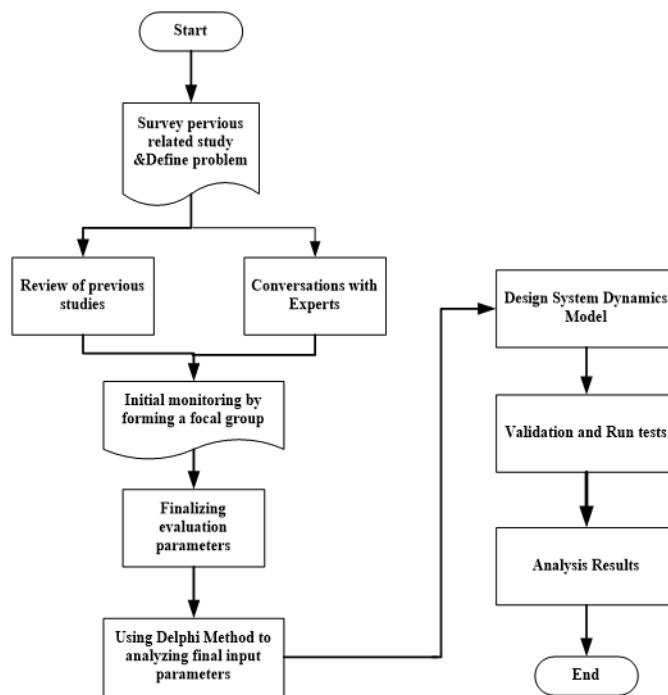 Start
Survey pervious
related study
&Define problem
Review of previous
studies
Conversations with
Experts
Initial monitoring by
forming a focal group
Finalizing
evaluation
parameters
Using Delphi Method to
analyzing final input
parameters
Design System Dynamics
Model
Validation and Run tests
Analysis Results
End